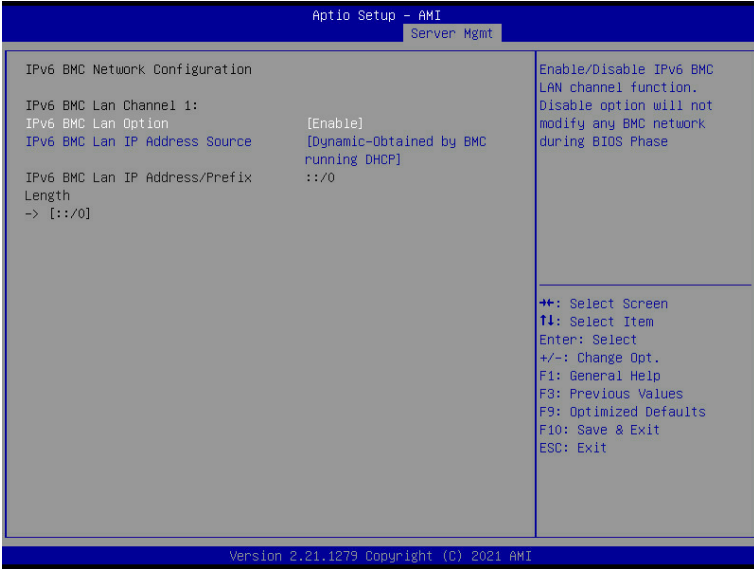 Aptio Setup – AMI
Server Mgmt
IPv6 BMC Network Configuration
IPv6 BMC Lan Channel 1:
IPv6 BMC Lan Option [Enable]
IPv6 BMC Lan IP Address Source [Dynamic-Obtained by BMC
running DHCP]
IPv6 BMC Lan IP Address/Prefix ::/0
Length
-> [::/0]
Enable/Disable IPv6 BMC
LAN channel function.
Disable option will not
modify any BMC network
during BIOS Phase
→←: Select Screen
↑↓: Select Item
Enter: Select
+/-: Change Opt.
F1: General Help
F3: Previous Values
F9: Optimized Defaults
F10: Save & Exit
ESC: Exit
Version 2.21.1279 Copyright (C) 2021 AMI